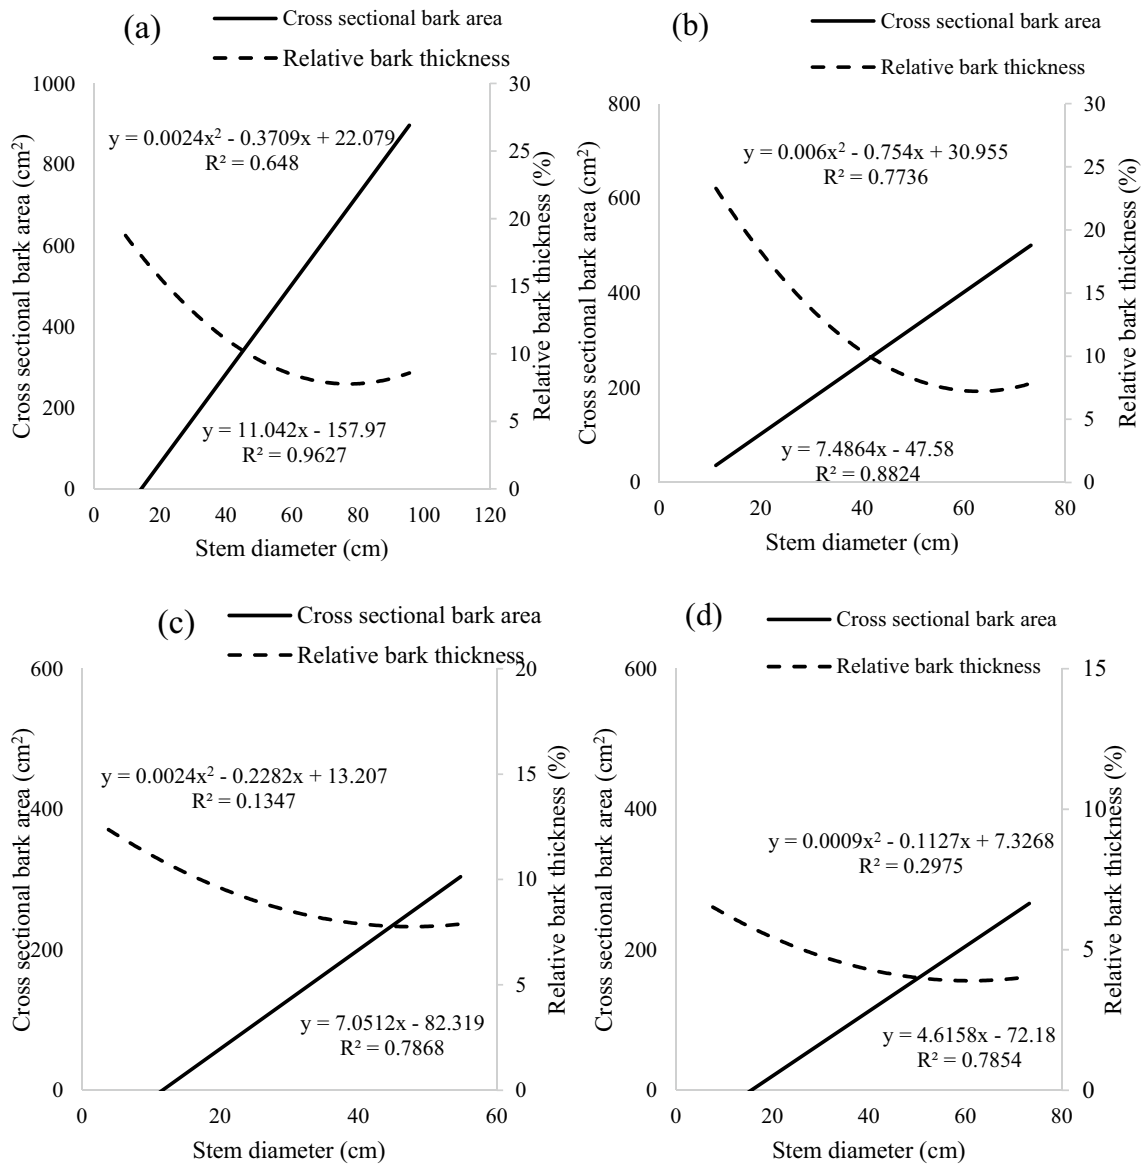 (a)
Cross sectional bark area
Relative bark thickness
1000
800
600
400
200
0
30
25
20
15
10
5
0
y = 0.0024x² - 0.3709x + 22.079
R² = 0.648
y = 11.042x - 157.97
R² = 0.9627
0 20 40 60 80 100 120
Stem diameter (cm)
Cross sectional bark area (cm²)
Relative bark thickness (%)
(b)
Cross sectional bark area
Relative bark thickness
800
600
400
200
0
30
25
20
15
10
5
0
y = 0.006x² - 0.754x + 30.955
R² = 0.7736
y = 7.4864x - 47.58
R² = 0.8824
0 20 40 60 80
Stem diameter (cm)
Cross sectional bark area (cm²)
Relative bark thickness (%)
(c)
Cross sectional bark area
Relative bark thickness
600
400
200
0
20
15
10
5
0
y = 0.0024x² - 0.2282x + 13.207
R² = 0.1347
y = 7.0512x - 82.319
R² = 0.7868
0 20 40 60
Stem diameter (cm)
Cross sectional bark area (cm²)
Relative bark thickness (%)
(d)
Cross sectional bark area
Relative bark thickness
600
400
200
0
15
10
5
0
y = 0.0009x² - 0.1127x + 7.3268
R² = 0.2975
y = 4.6158x - 72.18
R² = 0.7854
0 20 40 60 80
Stem diameter (cm)
Cross sectional bark area (cm²)
Relative bark thickness (%)